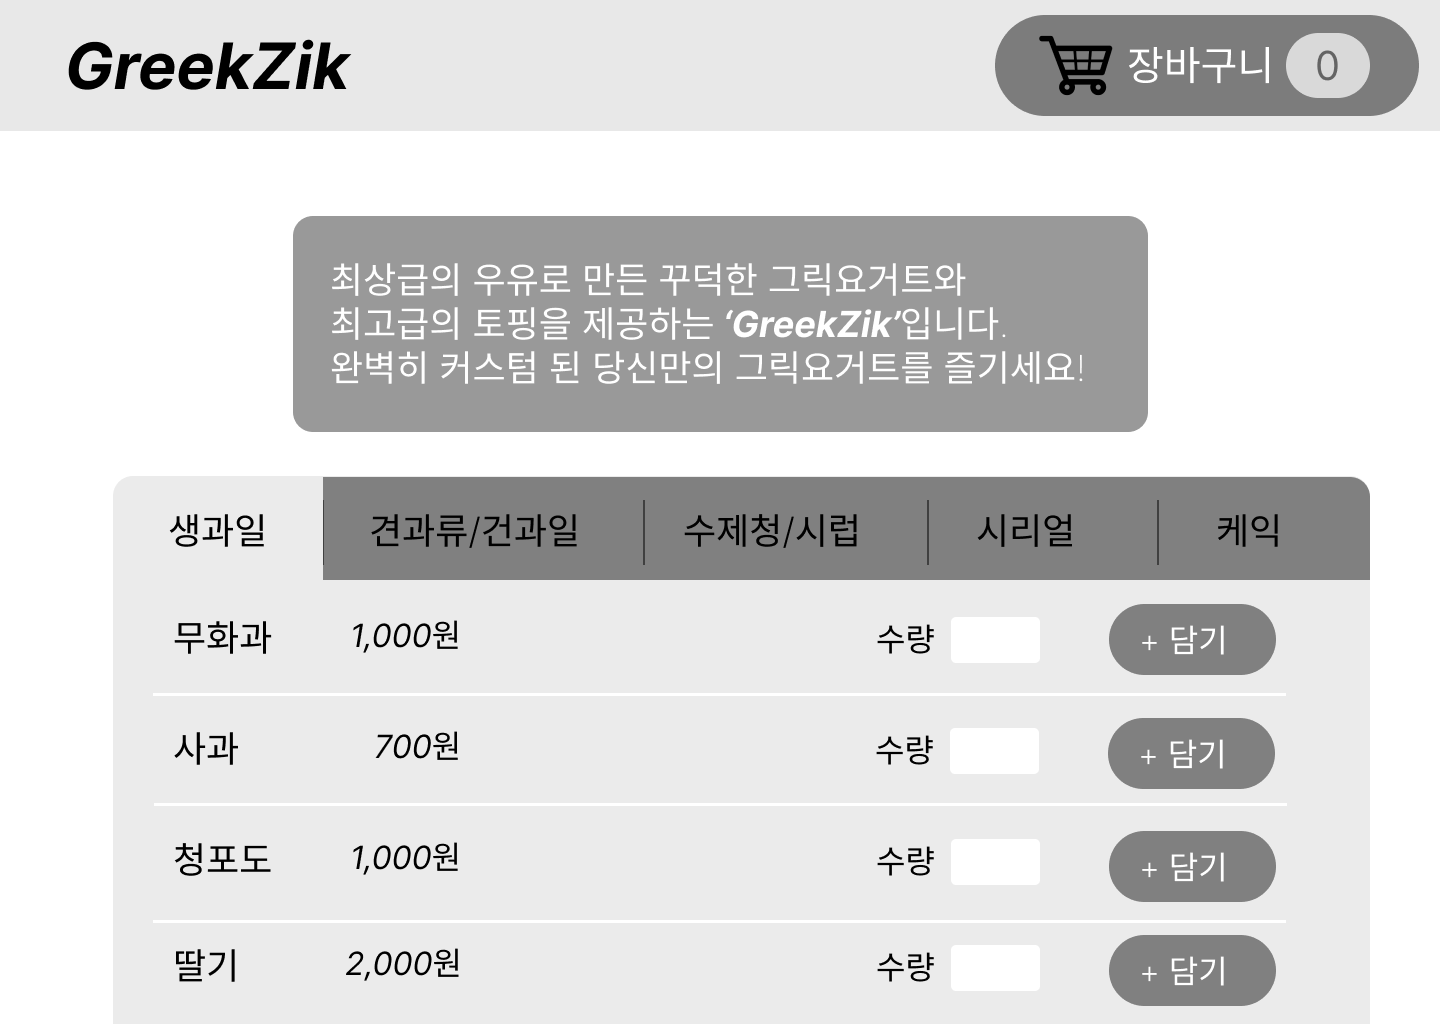 GreekZik
장바구니 0
최상급의 우유로 만든 꾸덕한 그릭요거트와
최고급의 토핑을 제공하는 ‘GreekZik’입니다.
완벽히 커스텀 된 당신만의 그릭요거트를 즐기세요!
생과일 견과류/건과일 수제청/시럽 시리얼 케익
무화과 1,000원 수량 + 담기
사과 700원 수량 + 담기
청포도 1,000원 수량 + 담기
딸기 2,000원 수량 + 담기